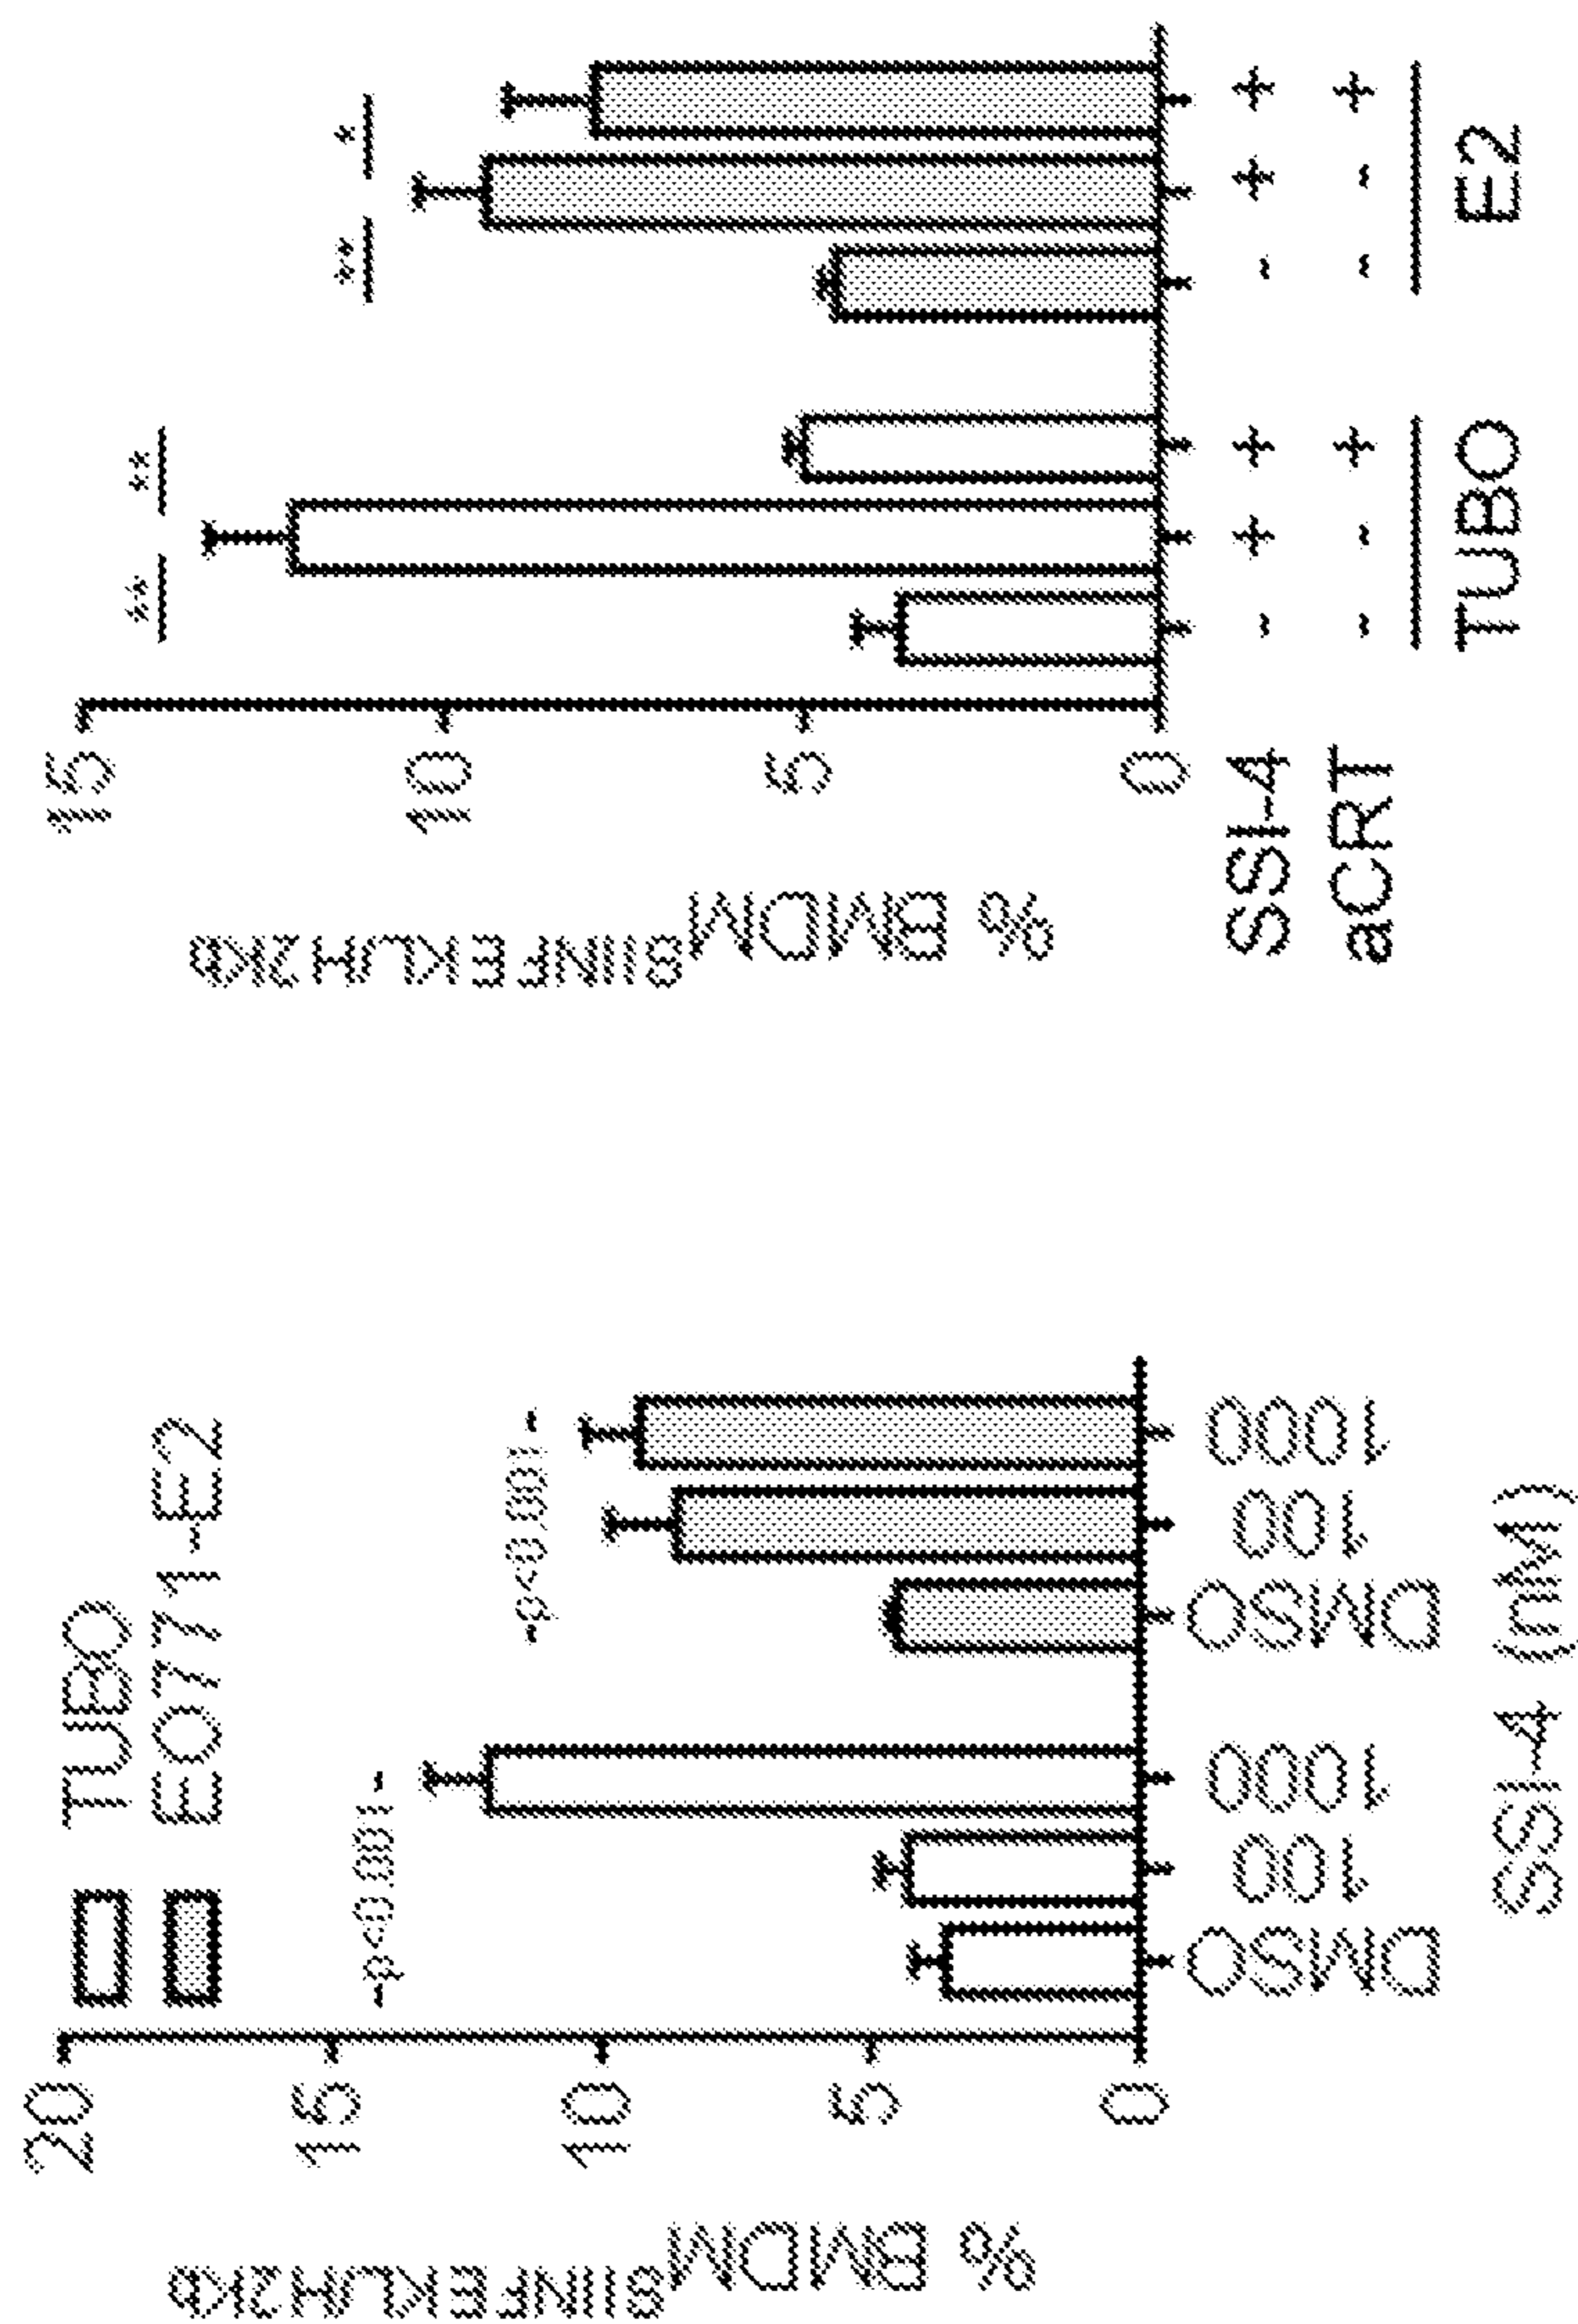 TUBO
EO771-E2
20
15
10
5
0
% BMDM SIINFEKL/H2Kb
-p<0.001-
-p<0.001-
DMSO
100
1000
DMSO
100
1000
SSI-4 (nM)
15
10
5
0
% BMDM SIINFEKL/H2Kb
** **
** *
SSI-4 - + + - + +
aCRT - - + - - +
TUBO E2